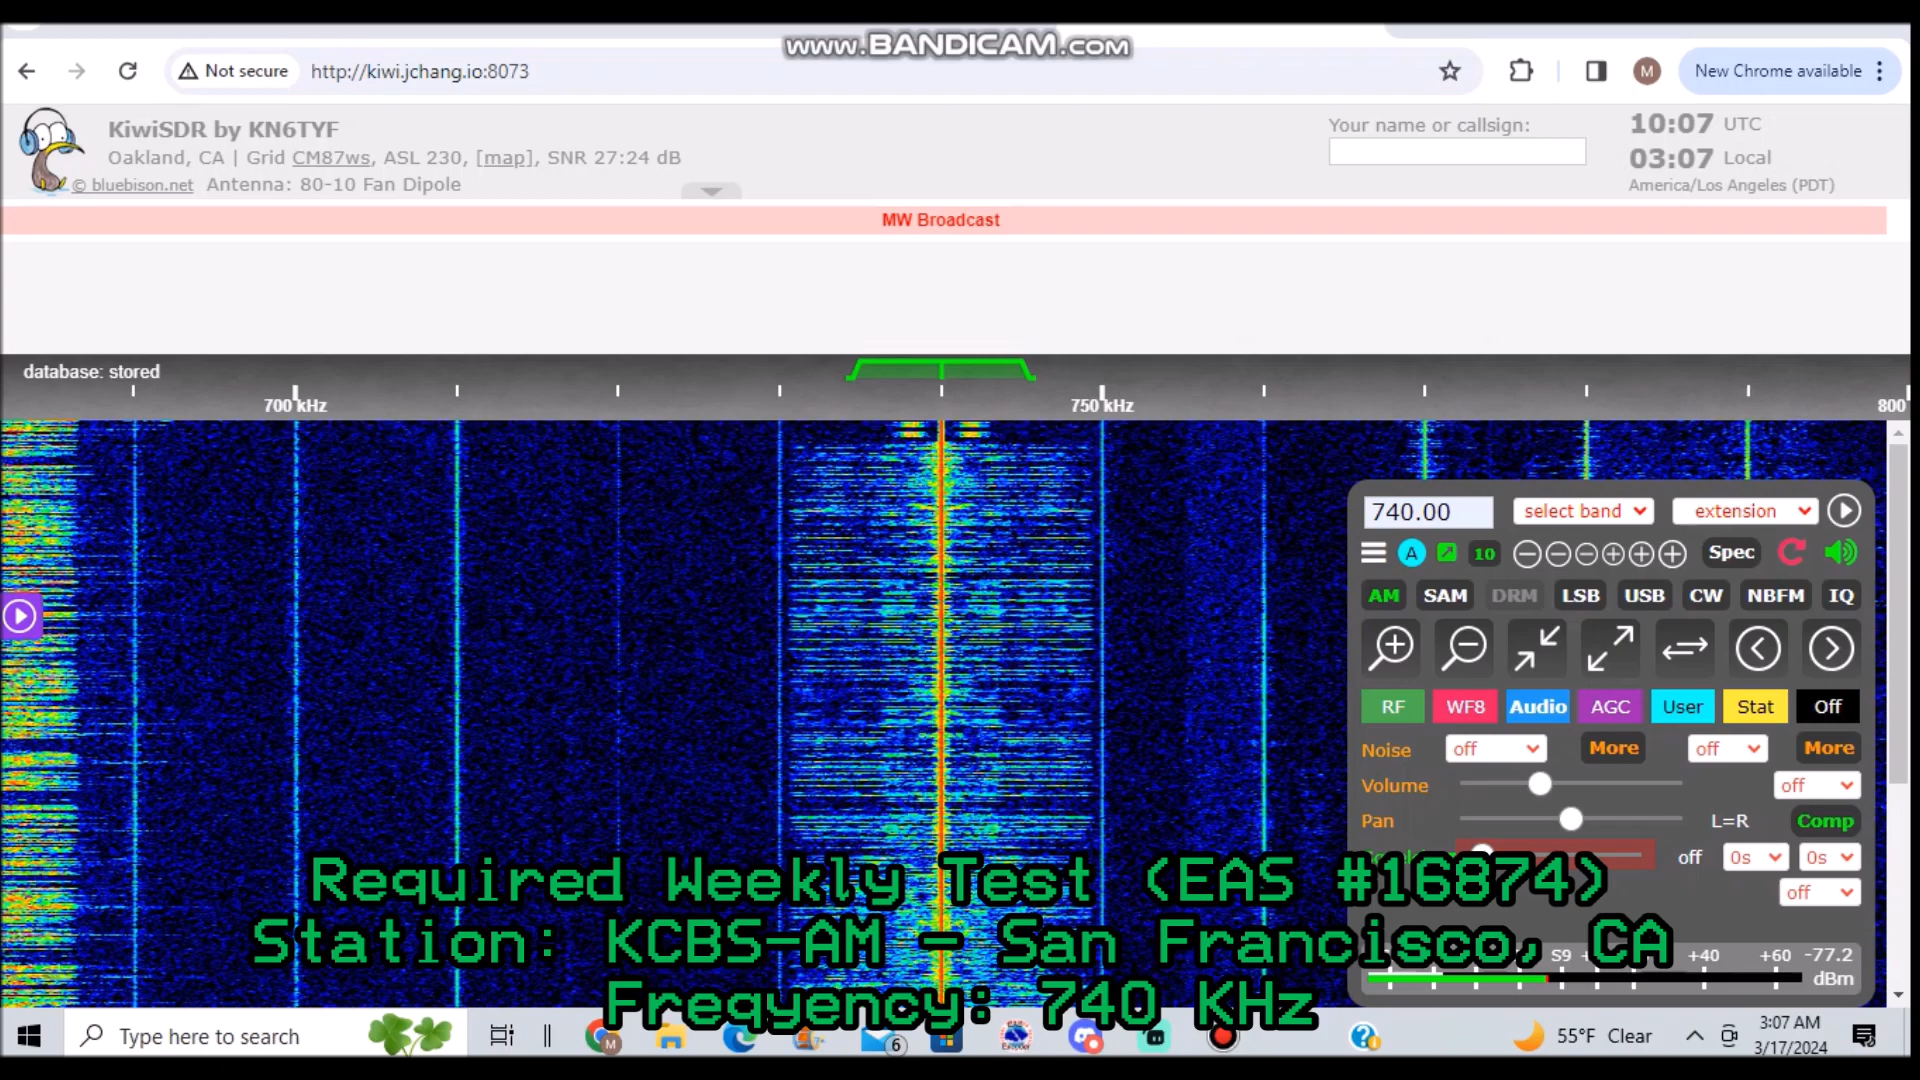 www.BANDICAM.com
Not secure
http://kiwi.jchang.io:8073
M
New Chrome available
KiwiSDR by KN6TYF
Oakland, CA | Grid CM87ws, ASL 230, [map], SNR 27:24 dB
© bluebison.net Antenna: 80-10 Fan Dipole
Your name or callsign:
10:07 UTC
03:07 Local
America/Los Angeles (PDT)
MW Broadcast
database: stored
700 kHz
750 kHz
800
740.00
select band
extension
A
10
Spec
AM SAM DRM LSB USB CW NBFM IQ
RF WF8 Audio AGC User Stat Off
Noise off More off More
Volume off
Pan L=R Comp
off 0s 0s
off
S9 +40 +60 -77.2
dBm
Required Weekly Test (EAS #16874)
Station: KCBS-AM - San Francisco, CA
Freqyency: 740 KHz
Type here to search
M
6
55°F Clear
3:07 AM
3/17/2024